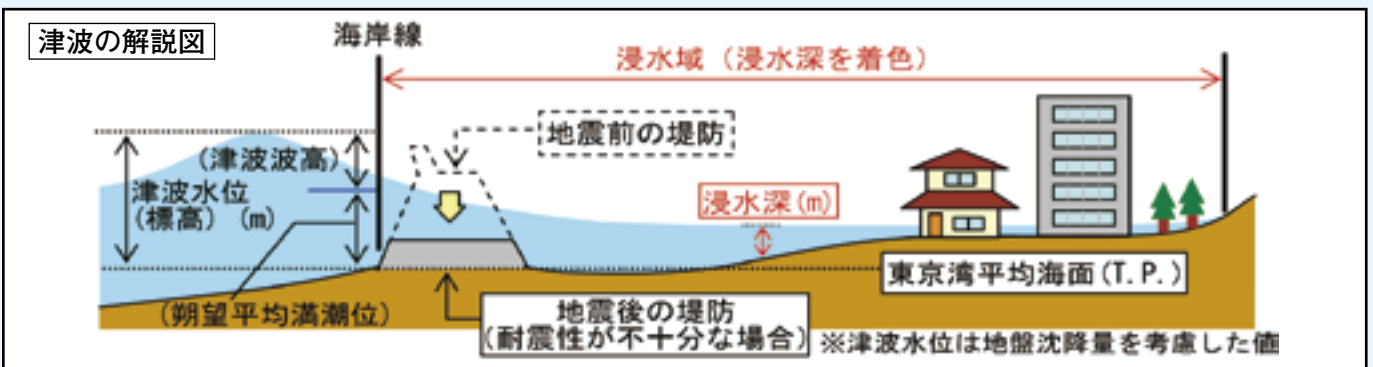 津波の解説図
海岸線
浸水域（浸水深を着色）
地震前の堤防
(津波波高)
津波水位
(標高) (m)
浸水深(m)
東京湾平均海面(T.P.)
(朔望平均満潮位)
地震後の堤防
(耐震性が不十分な場合)
※津波水位は地盤沈降量を考慮した値